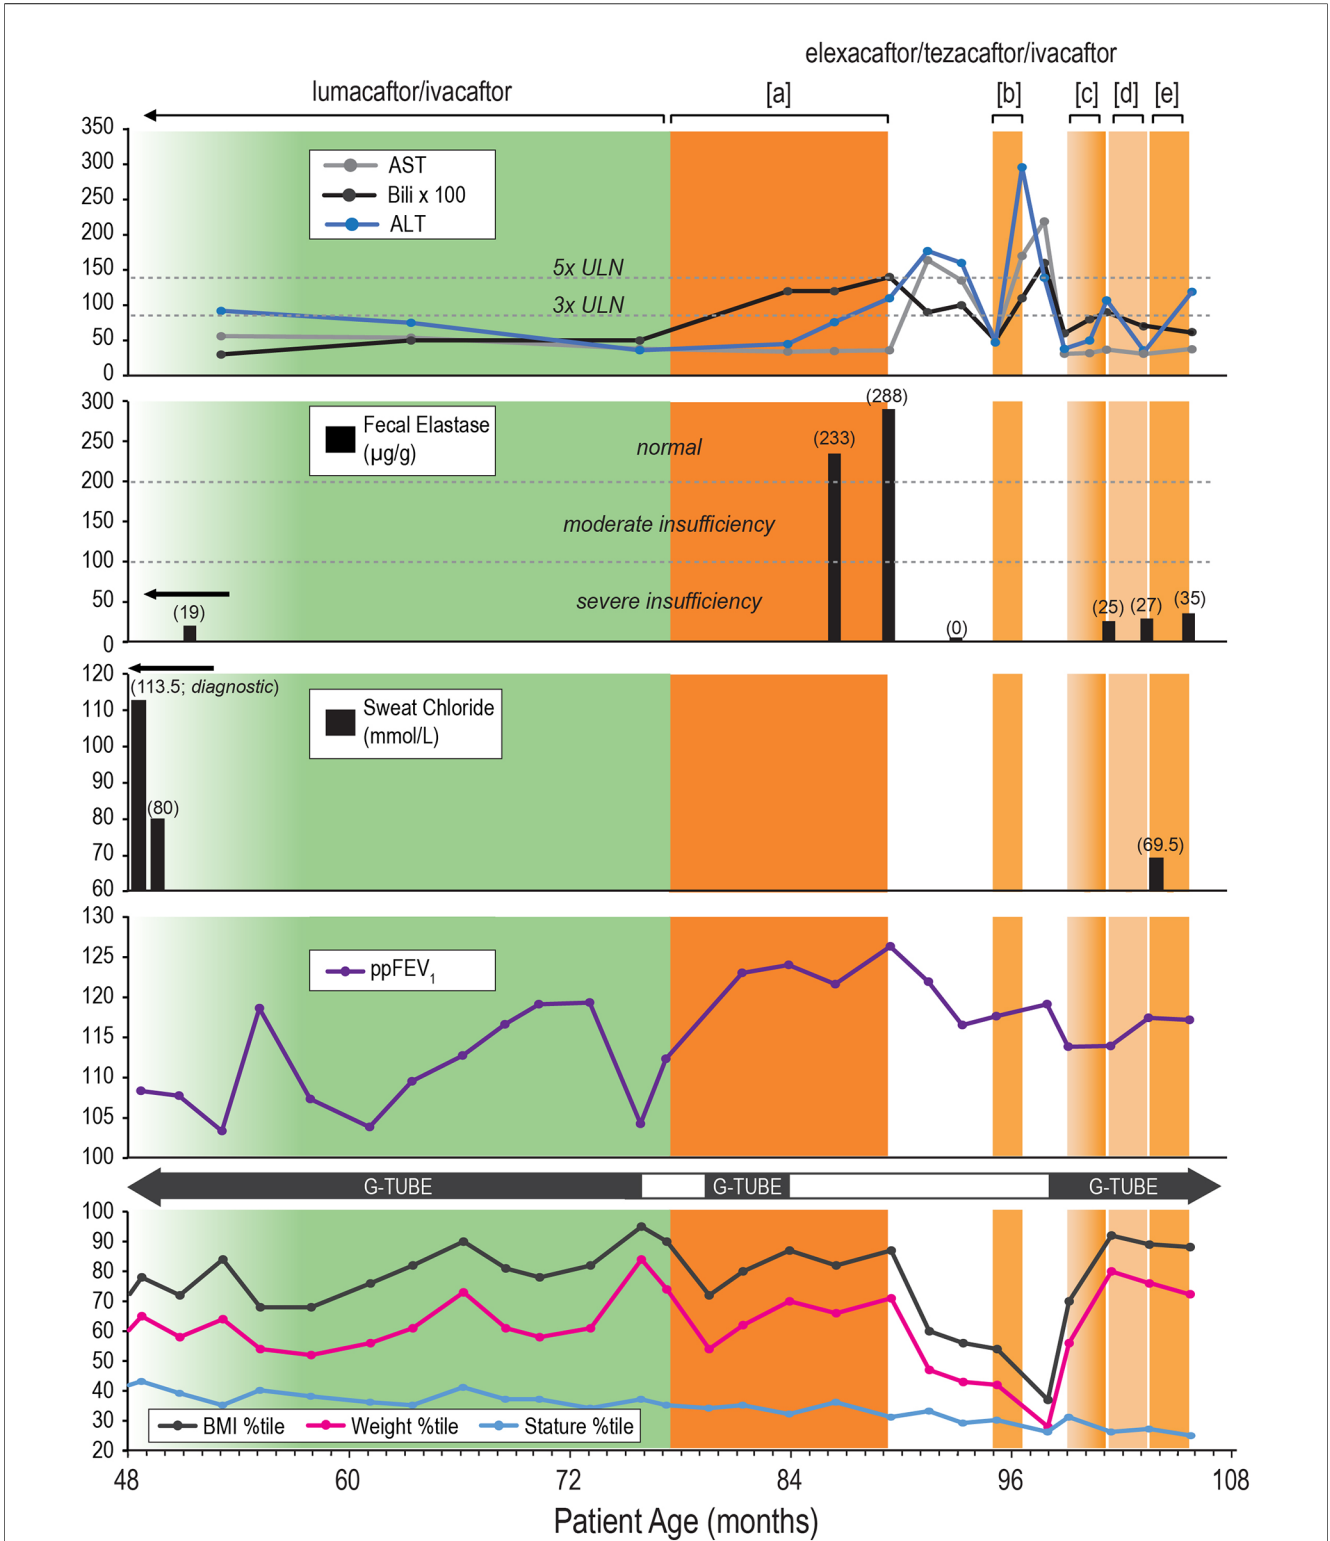 elexacaftor/tezacaftor/ivacaftor
lumacaftor/ivacaftor [a] [b] [c] [d] [e]
350
300
250
200
150
100
50
0
AST
Bili x 100
ALT
5x ULN
3x ULN
300
250
200
150
100
50
0
Fecal Elastase
(µg/g)
normal
moderate insufficiency
severe insufficiency
(19)
(233)
(288)
(0)
(25)
(27)
(35)
120
110
100
90
80
70
60
(113.5; diagnostic)
(80)
Sweat Chloride
(mmol/L)
(69.5)
130
125
120
115
110
105
100
ppFEV1
G-TUBE G-TUBE G-TUBE
100
90
80
70
60
50
40
30
20
BMI %tile Weight %tile Stature %tile
48 60 72 84 96 108
Patient Age (months)